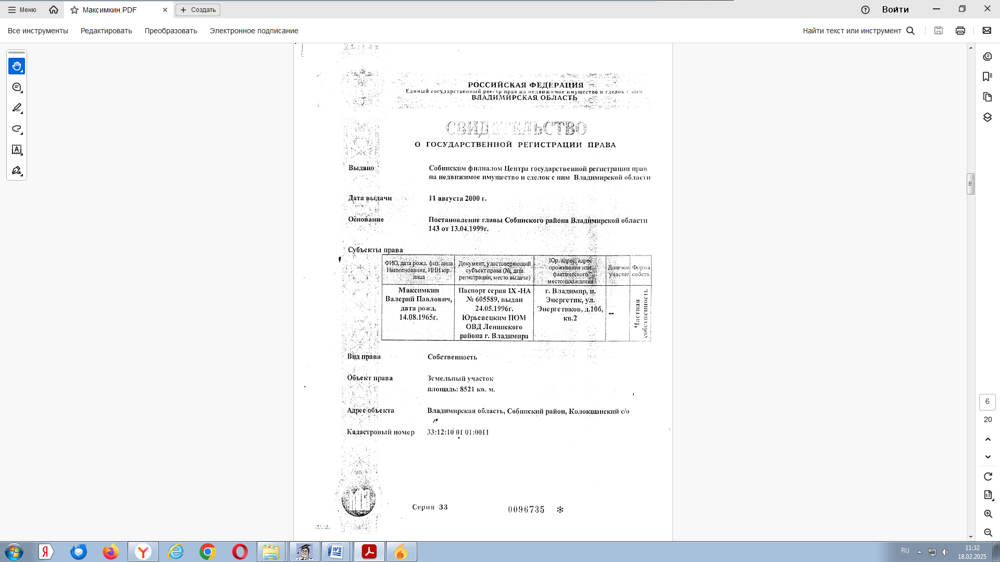 Меню
Максимкин.PDF
Создать
Войти
Все инструменты
Редактировать
Преобразовать
Электронное подписание
Найти текст или инструмент
РОССИЙСКАЯ ФЕДЕРАЦИЯ
Единый государственный реестр прав на недвижимое имущество и сделок с ним
ВЛАДИМИРСКАЯ ОБЛАСТЬ
СВИДЕТЕЛЬСТВО
О ГОСУДАРСТВЕННОЙ РЕГИСТРАЦИИ ПРАВА
Выдано
Собинским филиалом Центра государственной регистрации прав
на недвижимое имущество и сделок с ним Владимирской области
Дата выдачи
11 августа 2000 г.
Основание
Постановление главы Собинского района Владимирской области
143 от 13.04.1999г.
Субъекты права
ФИО, дата рожд. физ. лица
Наименование, ИНН юр.
лица
Документ, удостоверяющий
субъект права (№, дата
регистрации, место выдачи)
Юр. адрес, адрес
проживания или
фактического
местонахождения
Долевое
участие
Форма
собств.
Максимкин
Валерий Павлович,
дата рожд.
14.08.1965г.
Паспорт серия IX -НА
№ 605589, выдан
24.05.1996г.
Юрьевецким ПОМ
ОВД Ленинского
района г. Владимира
г. Владимир, п.
Энергетик, ул.
Энергетиков, д.10б,
кв.2
–
Частная
собственность
Вид права
Собственность
Объект права
Земельный участок
площадь: 8521 кв. м.
Адрес объекта
Владимирская область, Собинский район, Колокшанский с/о
Кадастровый номер
33:12:10 01 01:0011
Серия 33
0096735 *
6
20
RU
11:32
18.02.2025